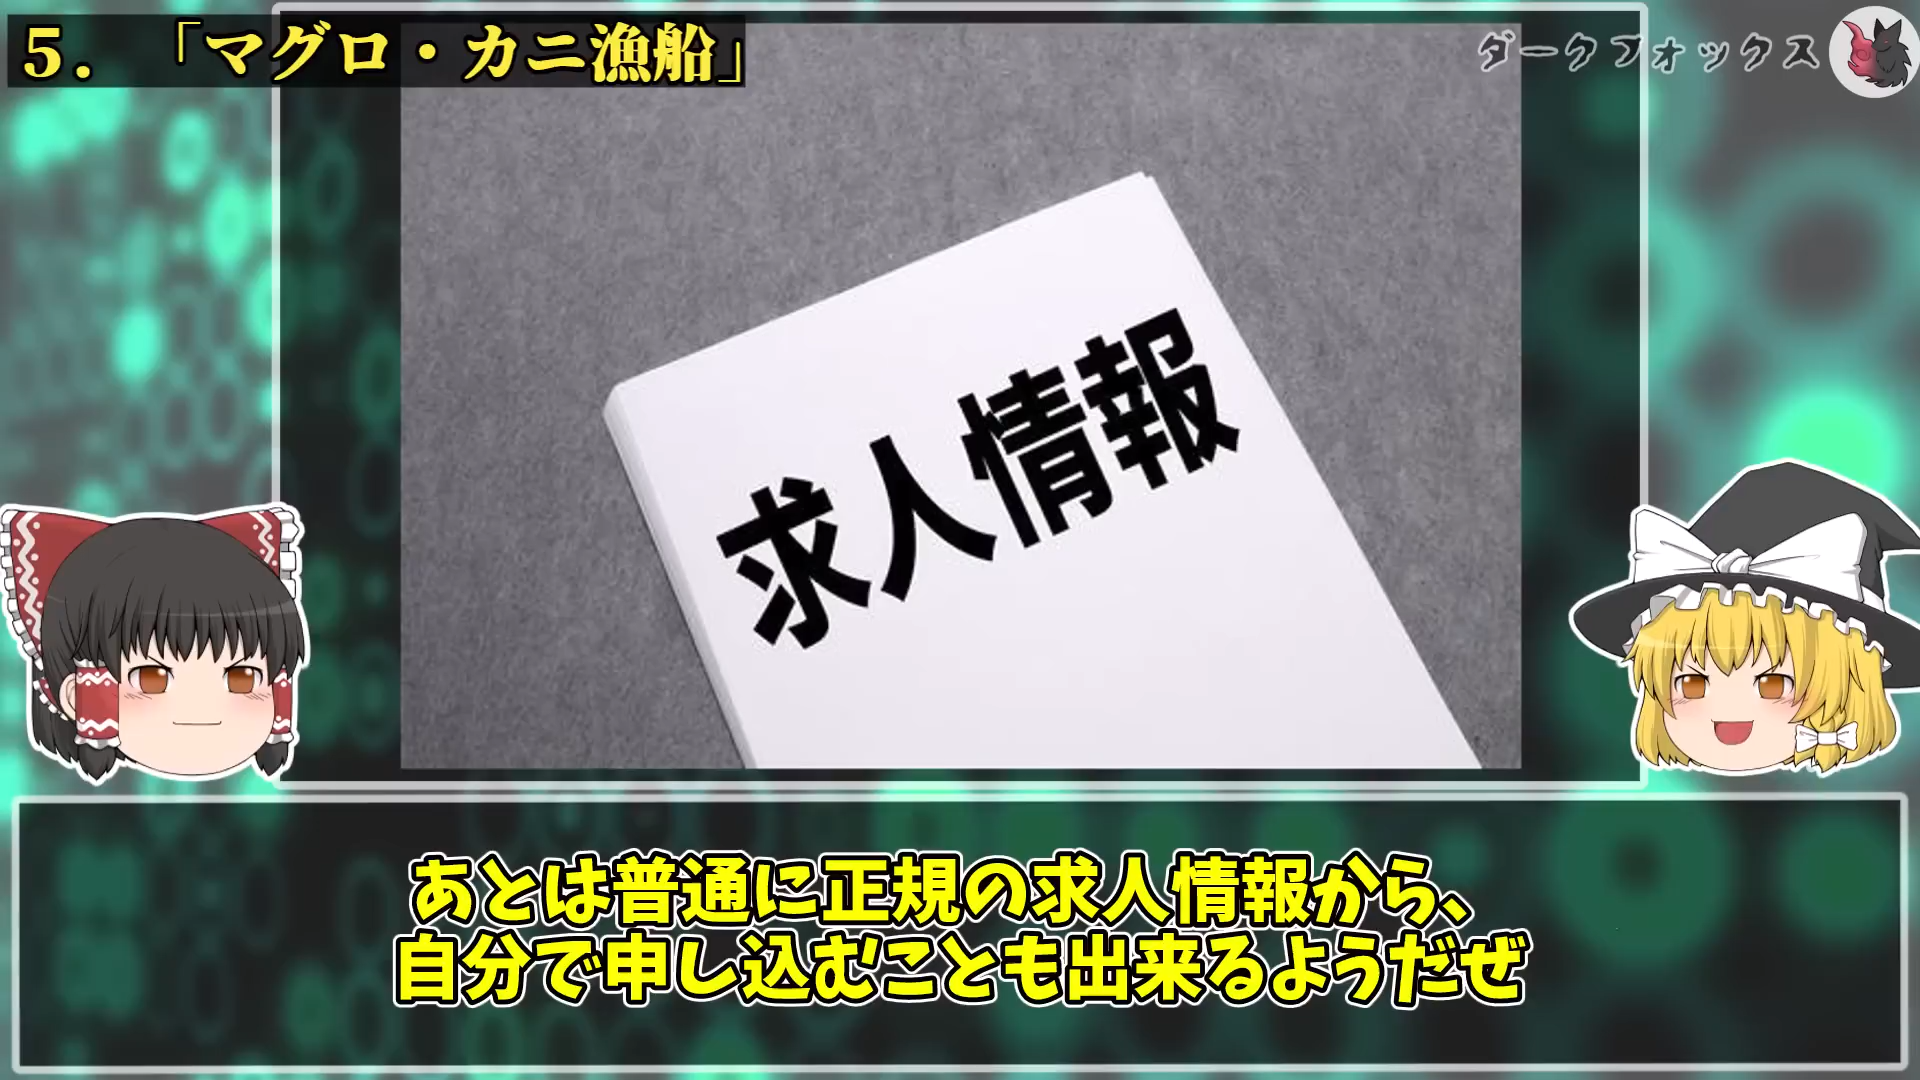 ５．「マグロ・カニ漁船」
ダークフォックス
求人情報
あとは普通に正規の求人情報から、
自分で申し込むことも出来るようだぜ